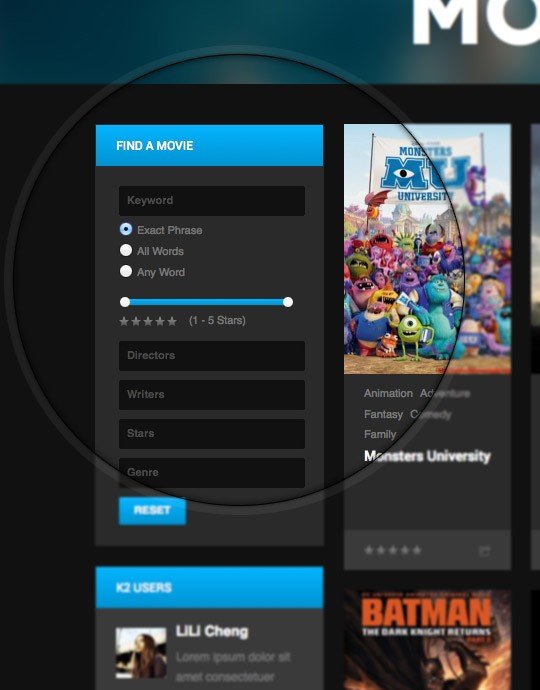 MO
FIND A MOVIE
Keyword
Exact Phrase
All Words
Any Word
(1 - 5 Stars)
Directors
Writers
Stars
Genre
RESET
K2 USERS
LiLi Cheng
Lorem ipsum dolor sit
amet consectetuer
MONSTERS
MU
UNIVERSITY
Animation Adventure
Fantasy Comedy
Family
Monsters University
BATMAN
THE DARK KNIGHT RETURNS